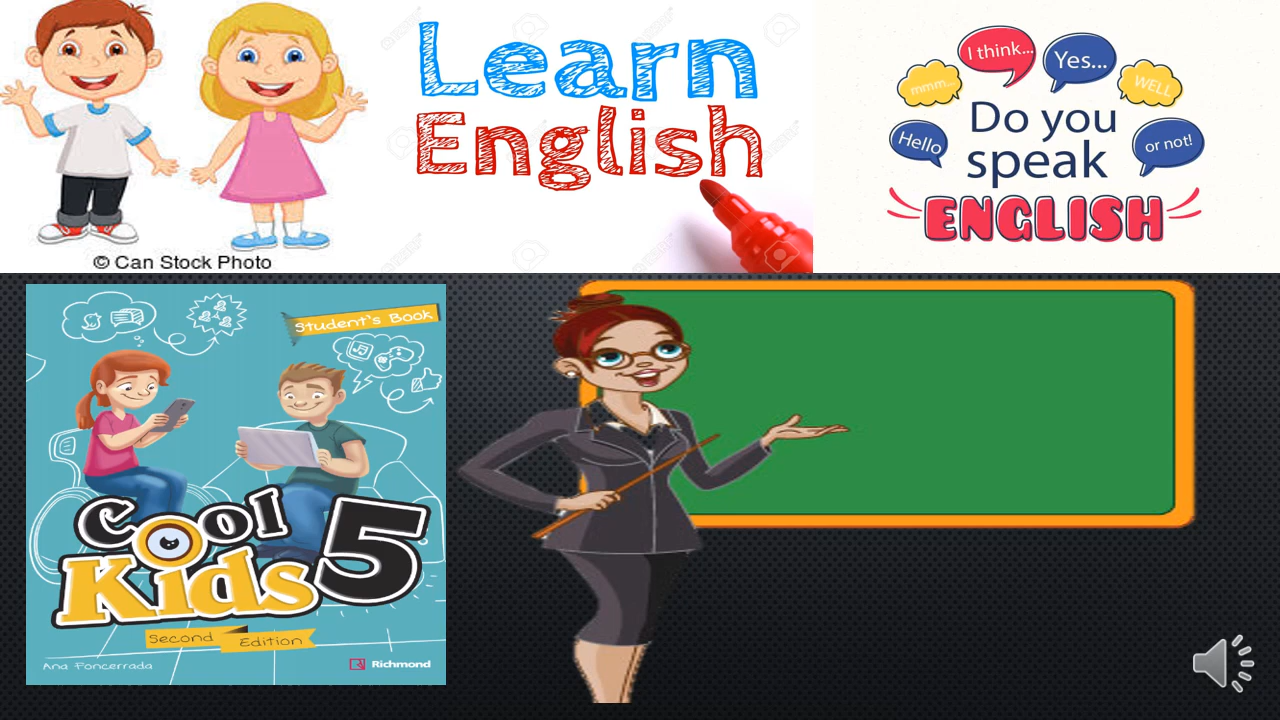 Learn
English
© Can Stock Photo
I think...
Yes...
mmm...
WELL
Hello
Do you
speak
or not!
ENGLISH
Student's Book
Cool
Kids 5
Second Edition
Ana Foncerrada
Richmond